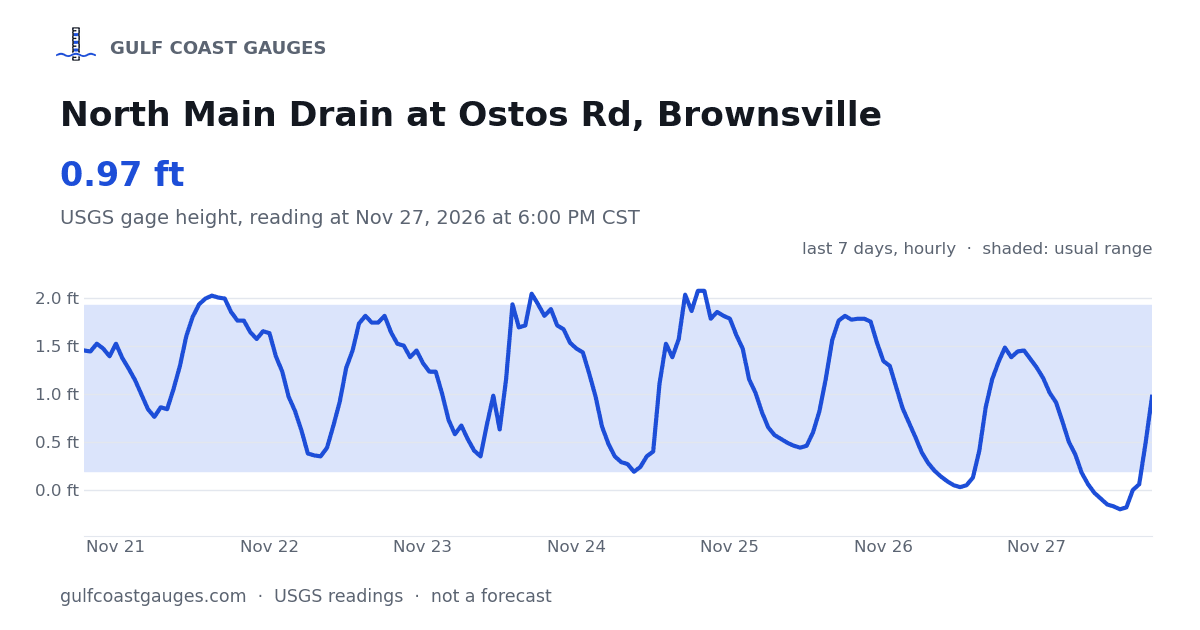 GULF COAST GAUGES
North Main Drain at Ostos Rd, Brownsville
0.97 ft
USGS gage height, reading at Nov 27, 2026 at 6:00 PM CST
last 7 days, hourly · shaded: usual range
2.0 ft
1.5 ft
1.0 ft
0.5 ft
0.0 ft
Nov 21 Nov 22 Nov 23 Nov 24 Nov 25 Nov 26 Nov 27
gulfcoastgauges.com · USGS readings · not a forecast